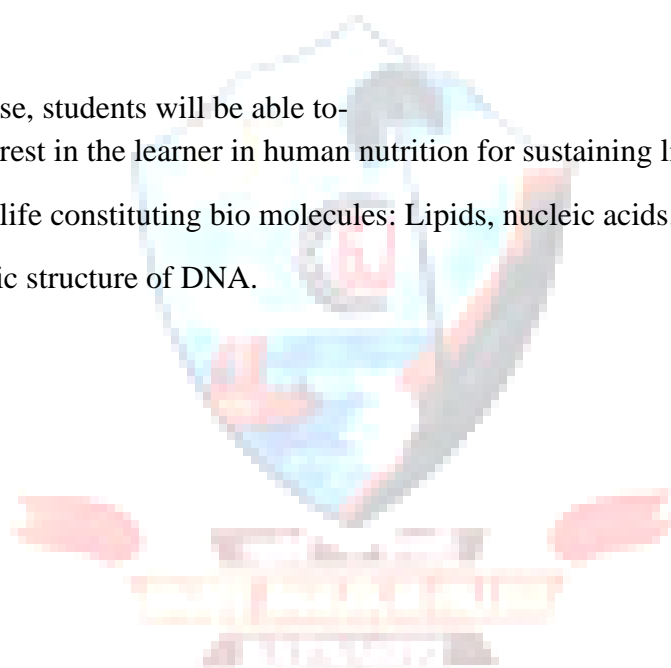 se, students will be able to-
rest in the learner in human nutrition for sustaining l
life constituting bio molecules: Lipids, nucleic acids
ic structure of DNA.